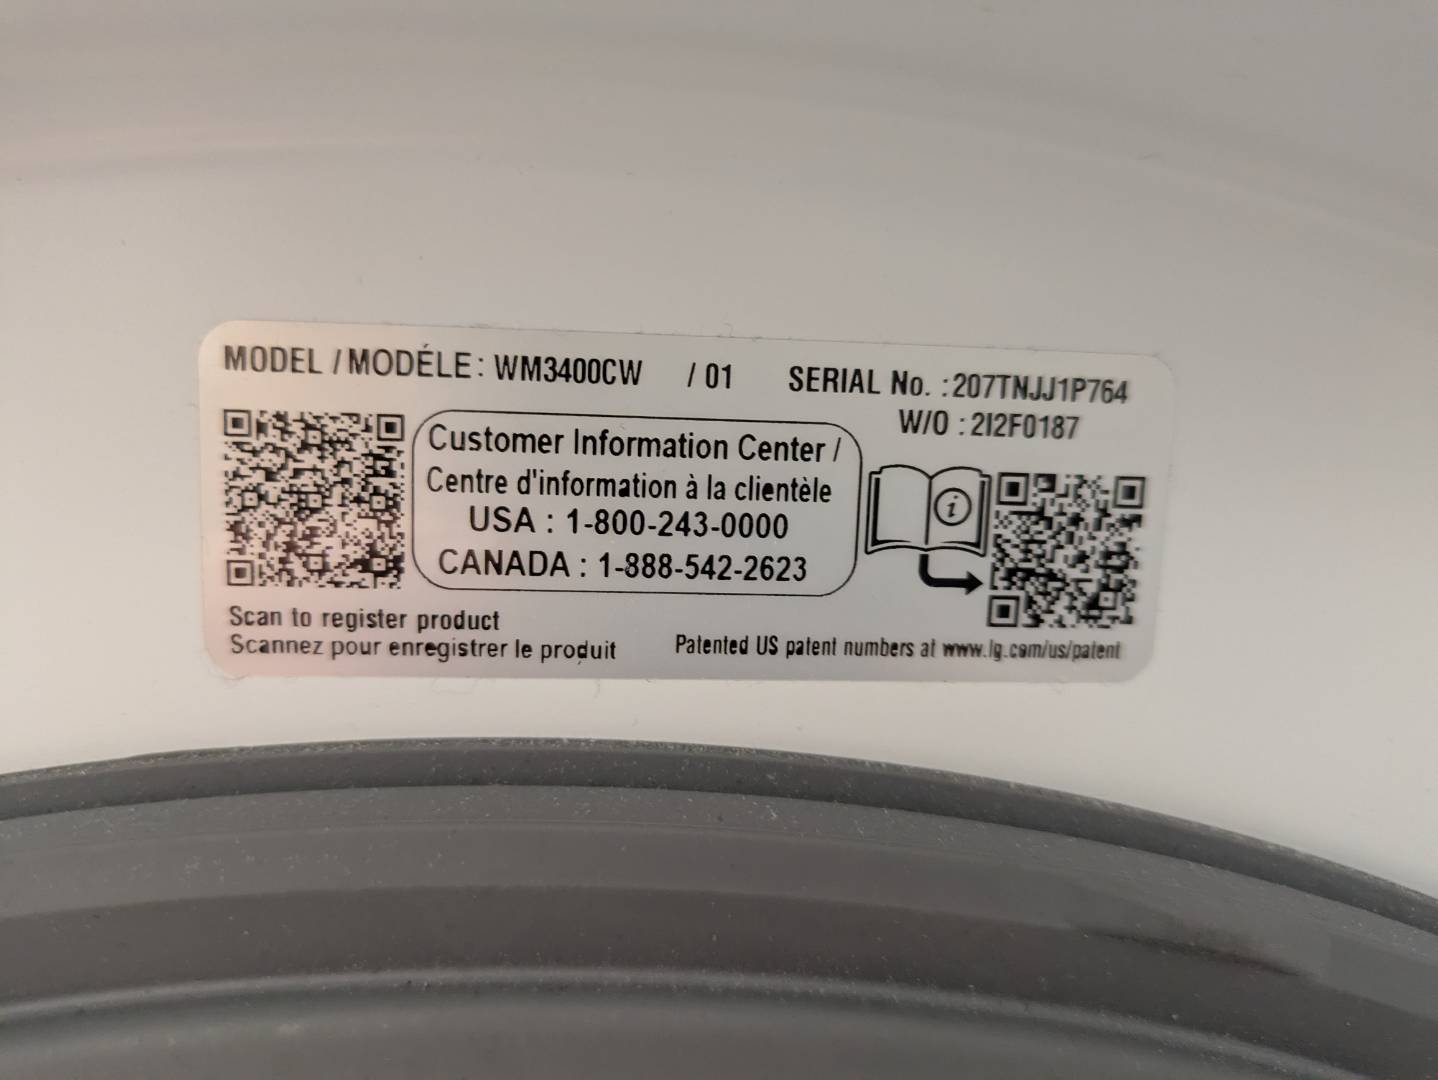 MODEL / MODÉLE: WM3400CW / 01 SERIAL No. : 207TNJJ1P764
W/O : 2I2F0187
Customer Information Center /
Centre d'information à la clientèle
USA : 1-800-243-0000
CANADA : 1-888-542-2623
i
Scan to register product
Scannez pour enregistrer le produit
Patented US patent numbers at www.lg.com/us/patent